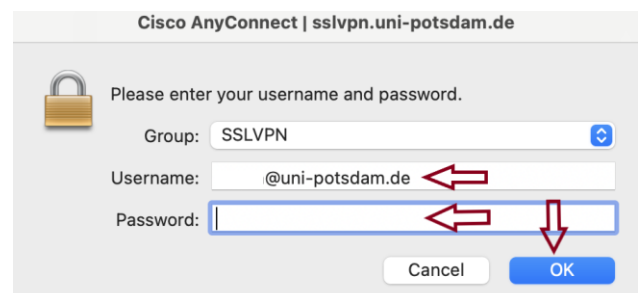 Cisco AnyConnect | sslvpn.uni-potsdam.de
Please enter your username and password.
Group: SSLVPN
Username: @uni-potsdam.de
Password:
Cancel OK